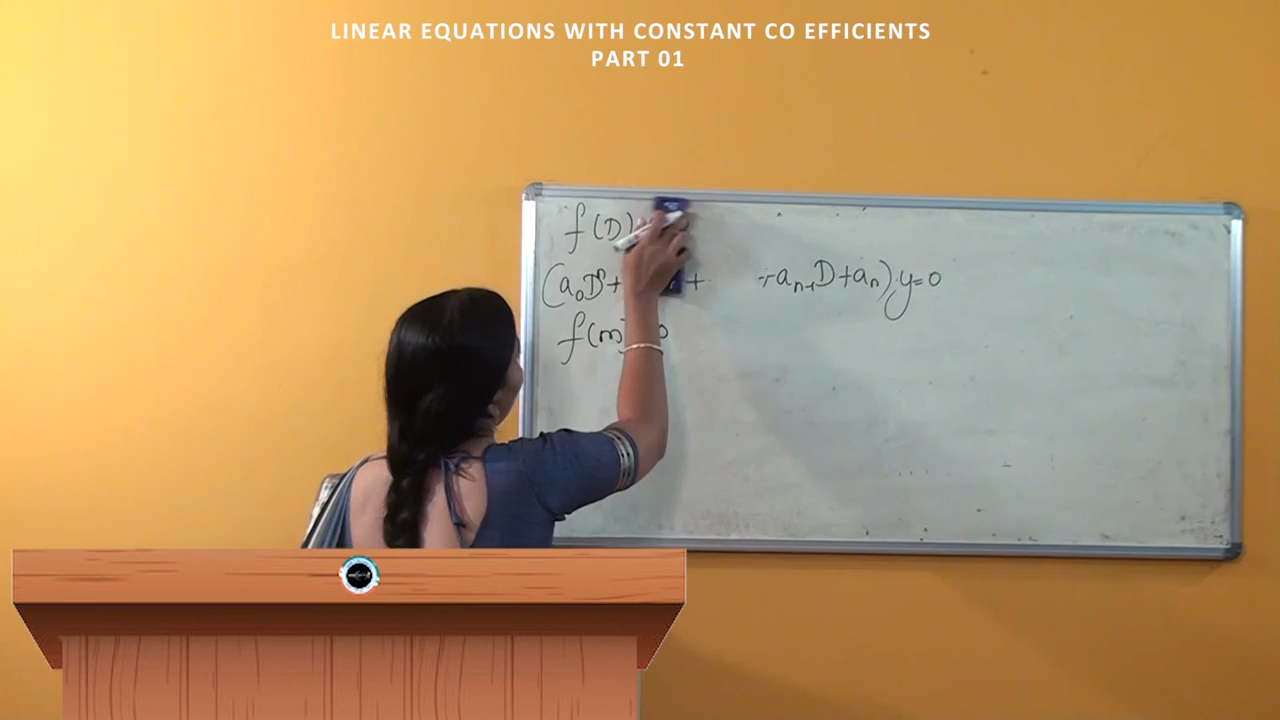 LINEAR EQUATIONS WITH CONSTANT CO EFFICIENTS
PART 01
f(D)
(a₀Dⁿ+ + +aₙ₋₁D+aₙ)y=0
f(m) 0